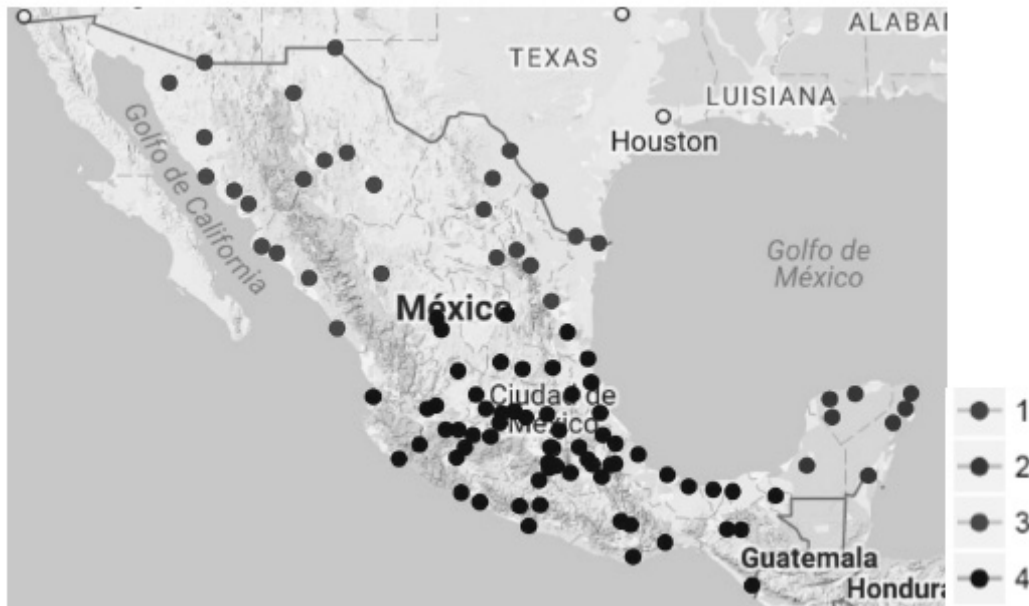 ALABAI
TEXAS
LUISIANA
Houston
Golfo de California
Golfo de
México
México
Ciudad de
México
1
2
3
4
Guatemala
Hondura